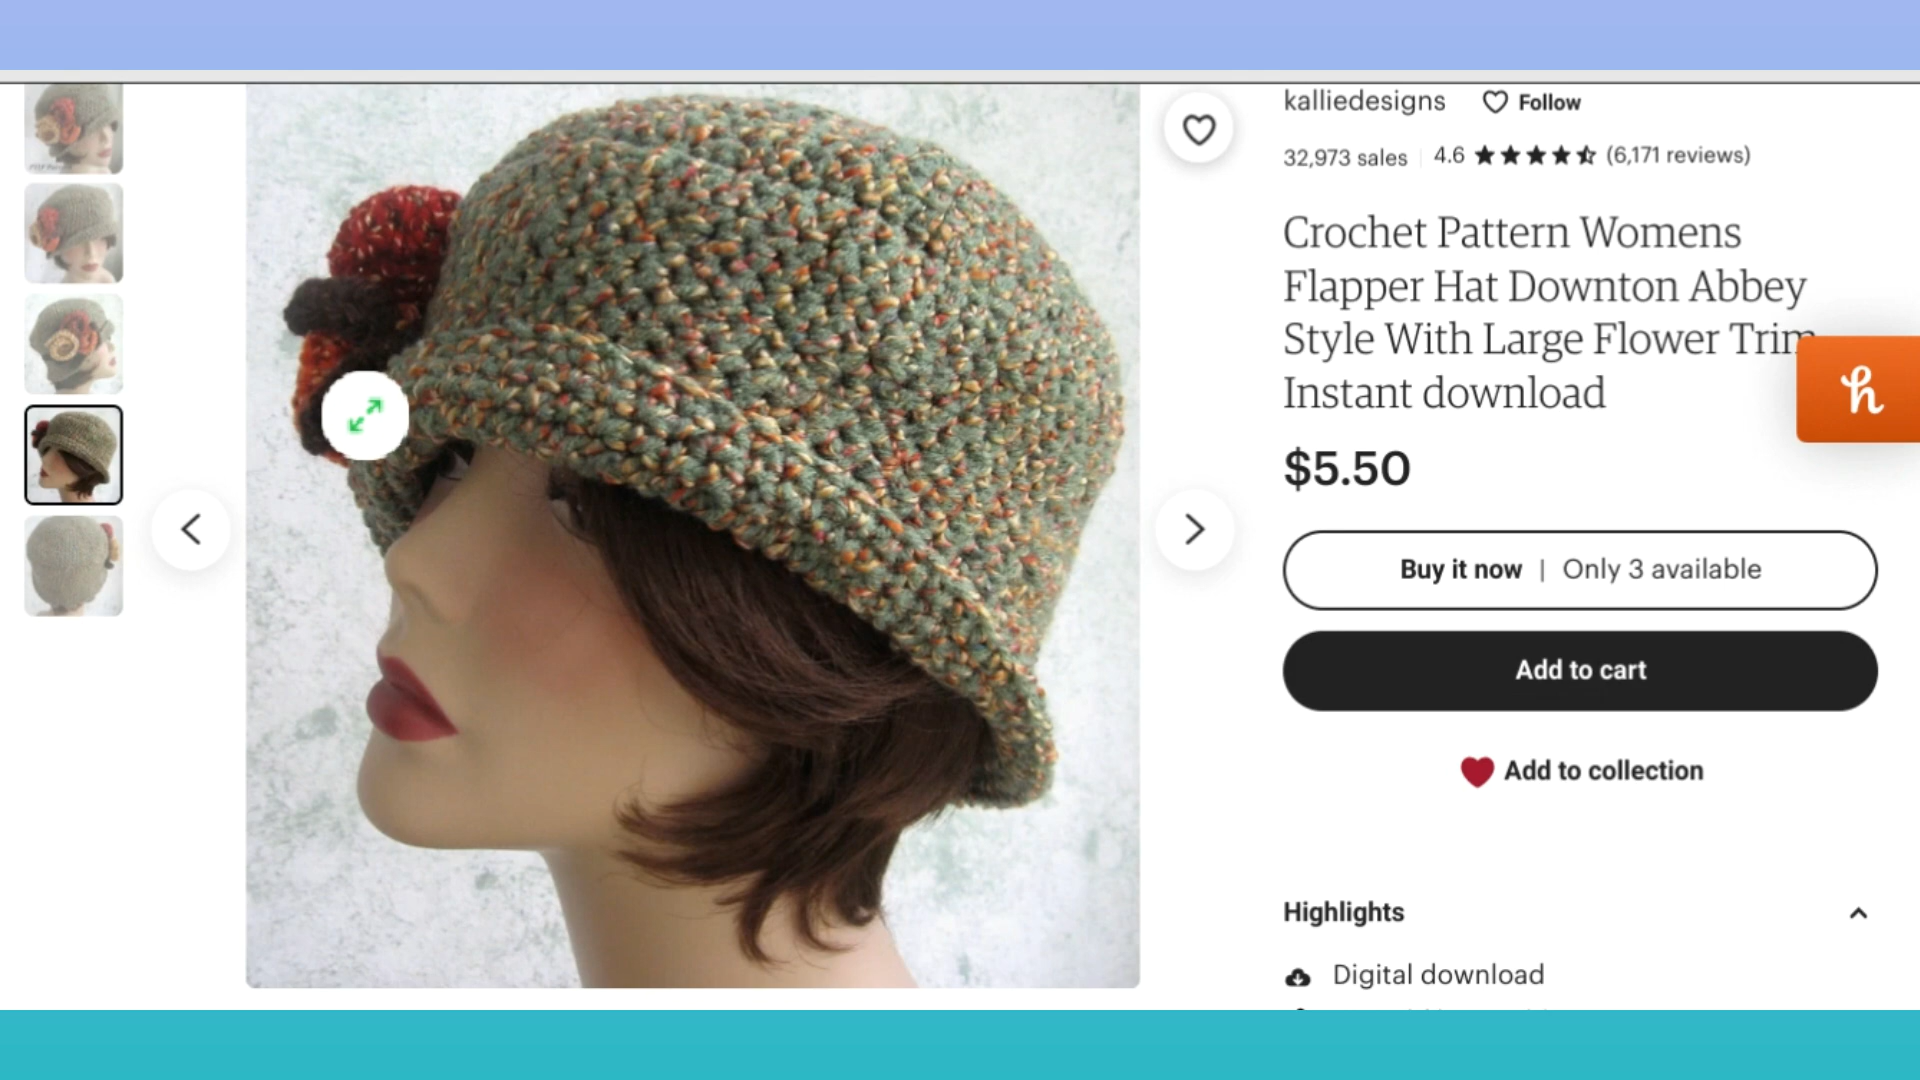 kalliedesigns Follow
32,973 sales 4.6 (6,171 reviews)
Crochet Pattern Womens
Flapper Hat Downton Abbey
Style With Large Flower Trim
Instant download
$5.50
Buy it now | Only 3 available
Add to cart
Add to collection
Highlights
Digital download